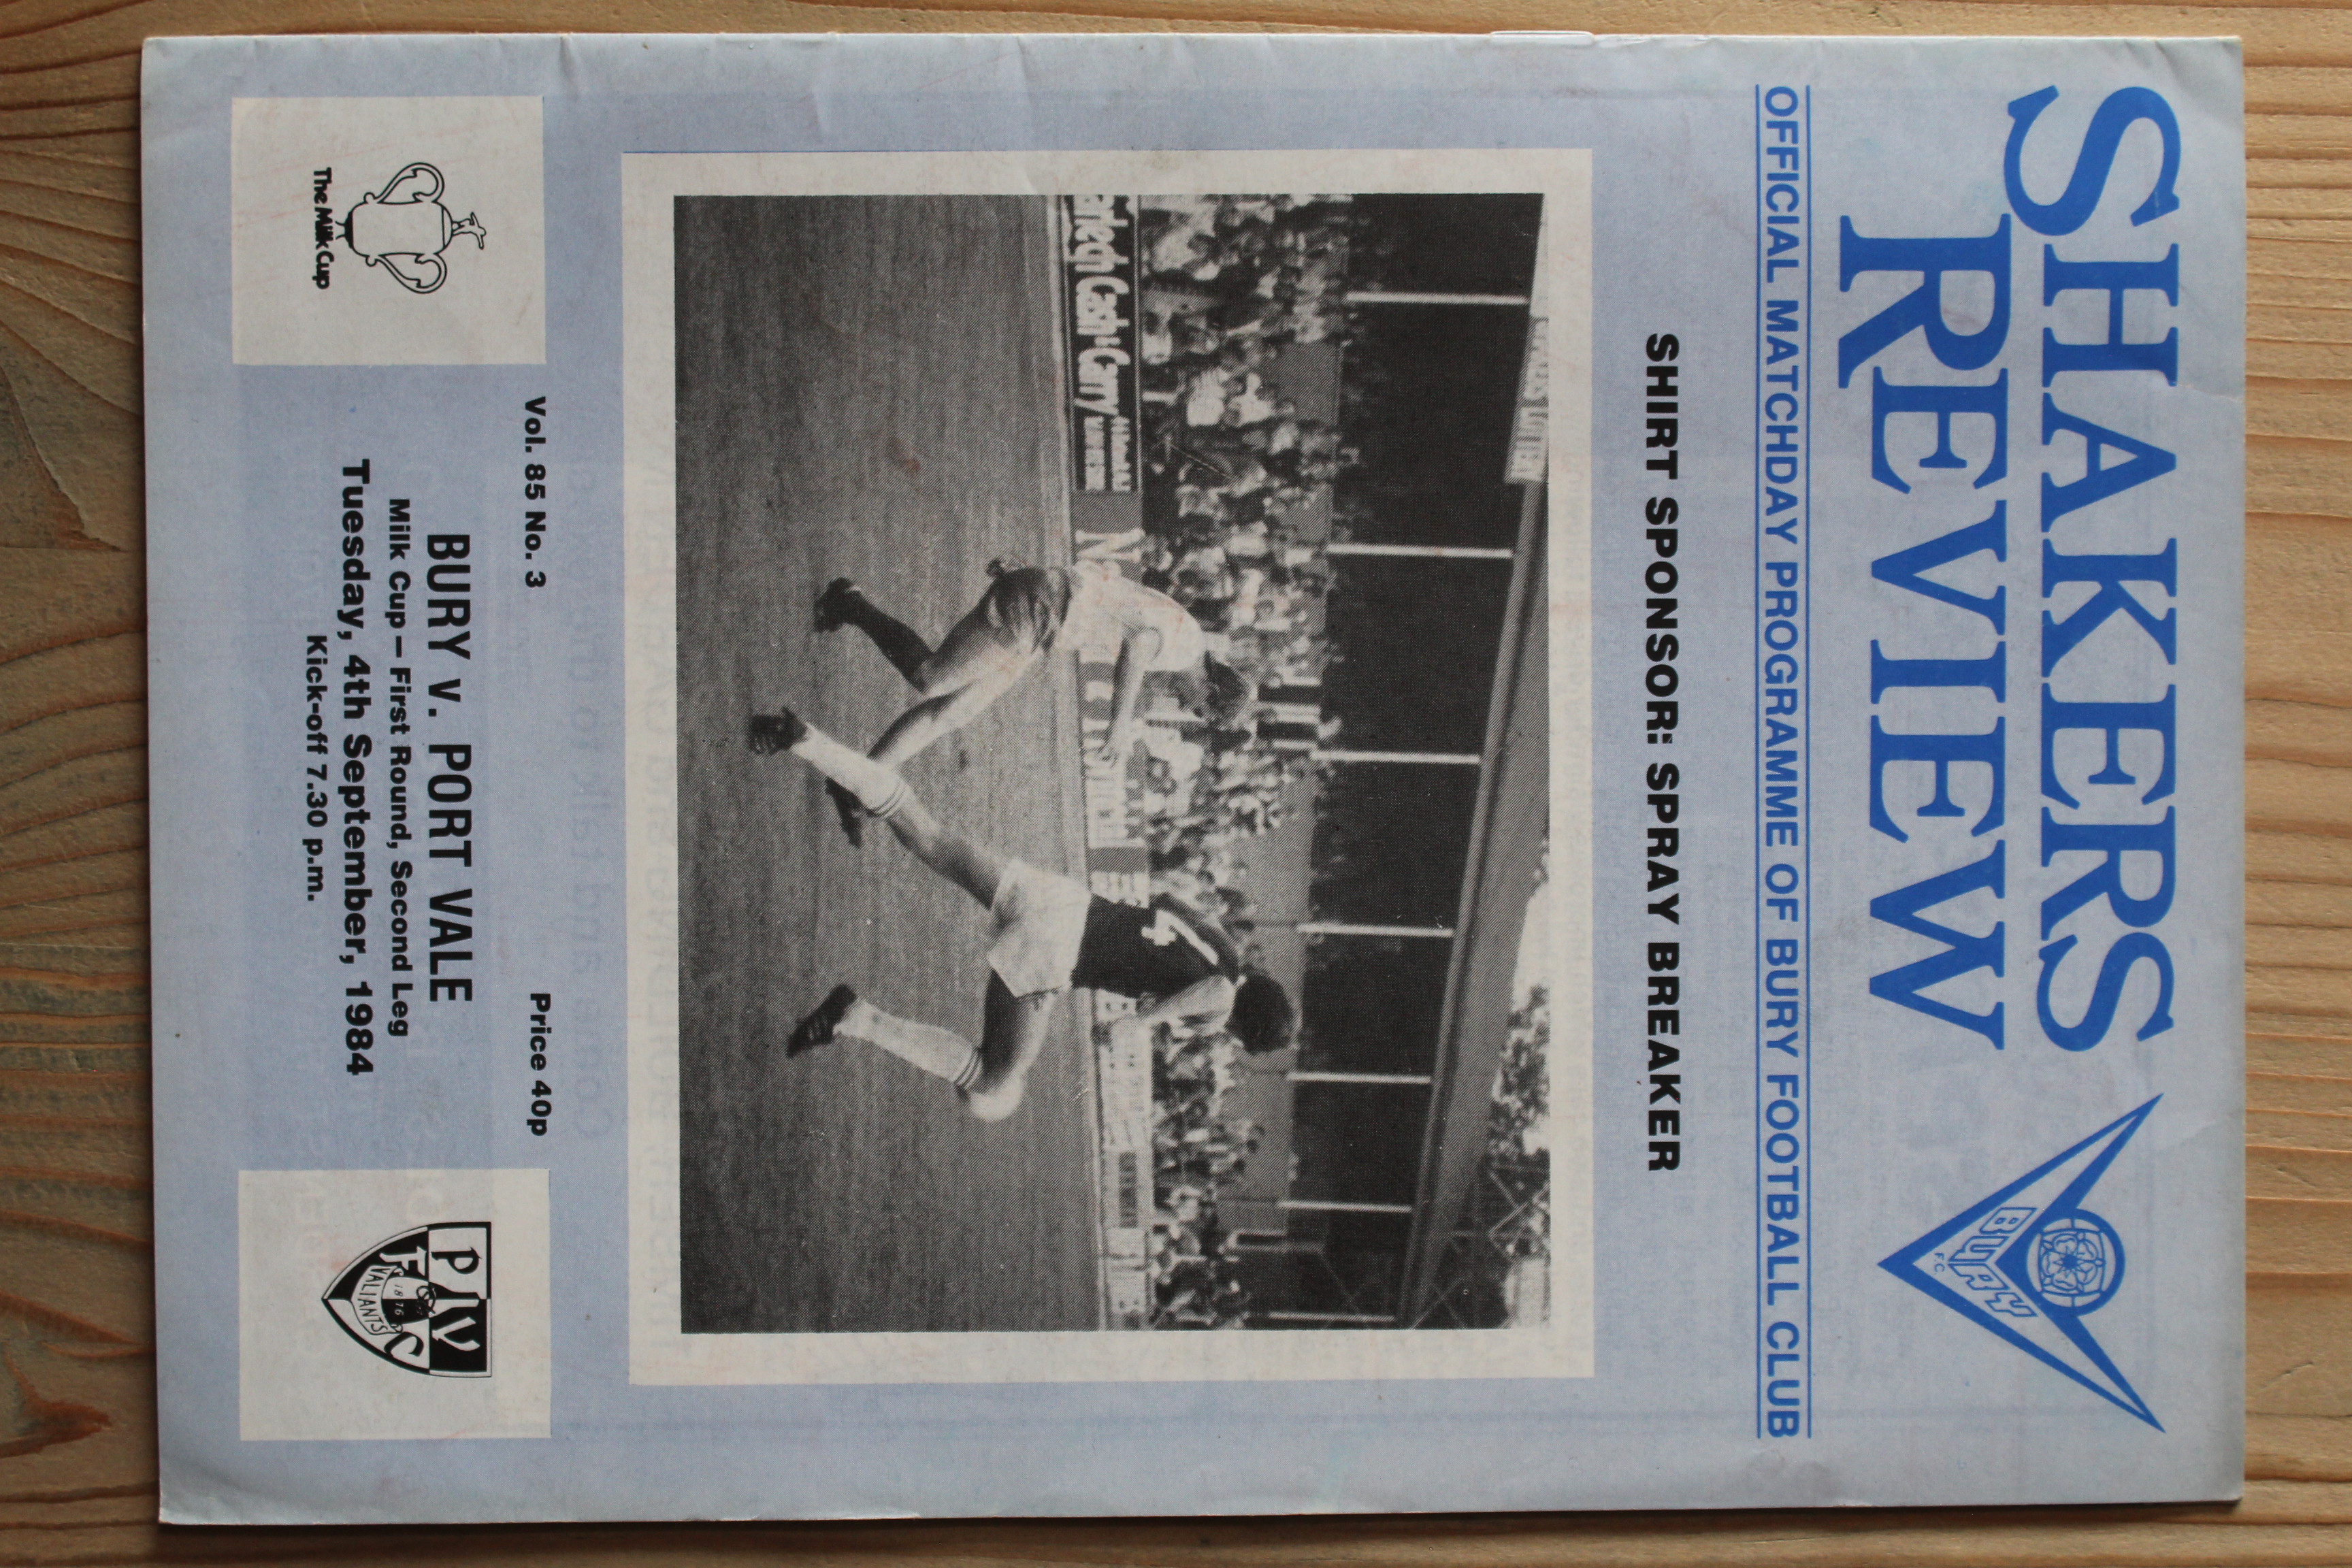 SHAKERS
REVIEW
BURY
F.C.
OFFICIAL MATCHDAY PROGRAMME OF BURY FOOTBALL CLUB
SHIRT SPONSOR: SPRAY BREAKER
Cash & Carry
4
Vol. 85 No. 3
Price 40p
The Milk Cup
BURY v. PORT VALE
Milk Cup—First Round, Second Leg
Tuesday, 4th September, 1984
Kick-off 7.30 p.m.
P V
F C
1876
VALIANTS